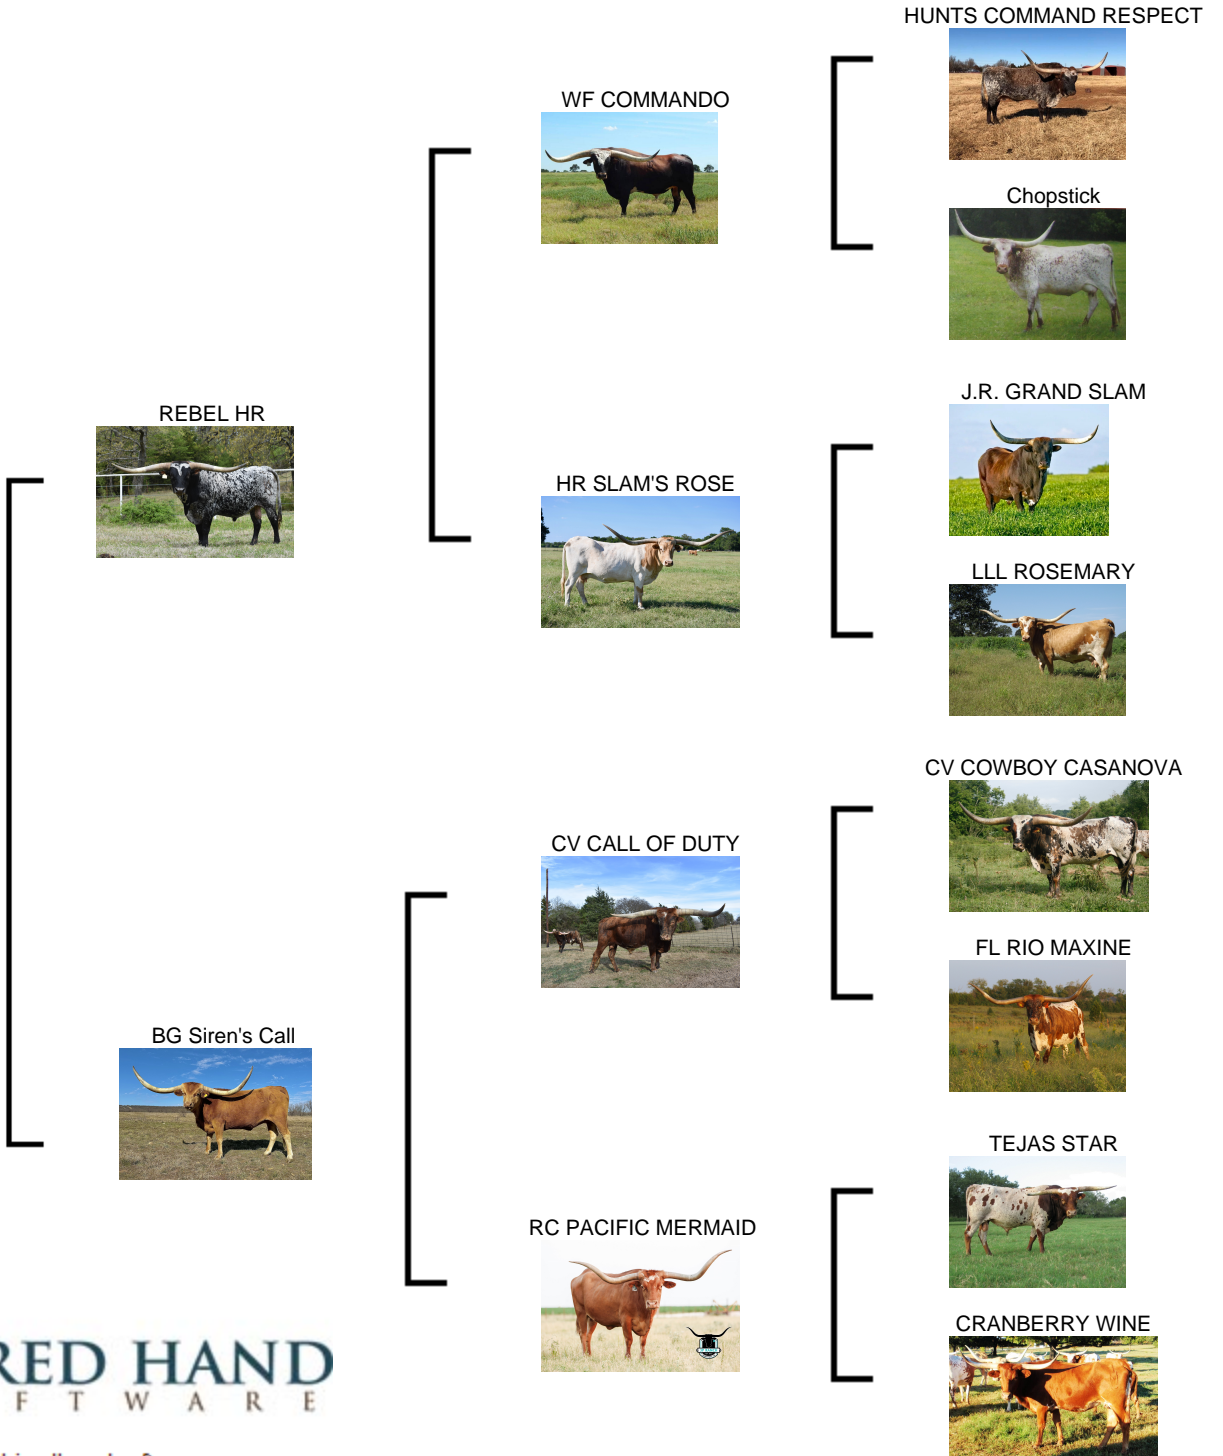 HUNTS COMMAND RESPECT
WF COMMANDO
Chopstick
REBEL HR
J.R. GRAND SLAM
HR SLAM'S ROSE
LLL ROSEMARY
CV COWBOY CASANOVA
CV CALL OF DUTY
FL RIO MAXINE
BG Siren's Call
TEJAS STAR
RC PACIFIC MERMAID
CRANBERRY WINE
RED HAND
F T W A R E